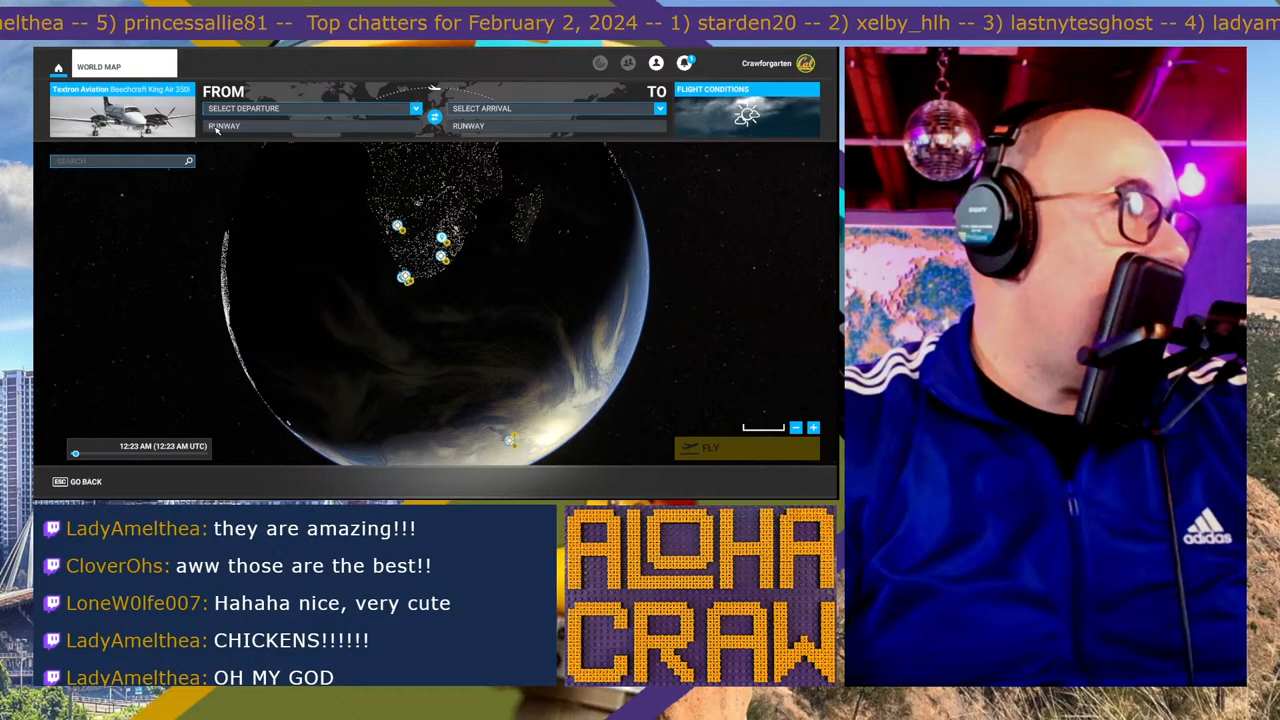 melthea -- 5) princessallie81 -- Top chatters for February 2, 2024 -- 1) starden20 -- 2) xelby_hlh -- 3) lastnytesghost -- 4) ladyam
WORLD MAP
Crawforgarten
Textron Aviation Beechcraft King Air 350i
FROM
TO
FLIGHT CONDITIONS
SELECT DEPARTURE
SELECT ARRIVAL
RUNWAY
RUNWAY
SEARCH
12:23 AM (12:23 AM UTC)
FLY
ESC GO BACK
SONY
adidas
LadyAmelthea: they are amazing!!!
CloverOhs: aww those are the best!!
LoneW0lfe007: Hahaha nice, very cute
LadyAmelthea: CHICKENS!!!!!!
LadyAmelthea: OH MY GOD
ALOHA
CRAW